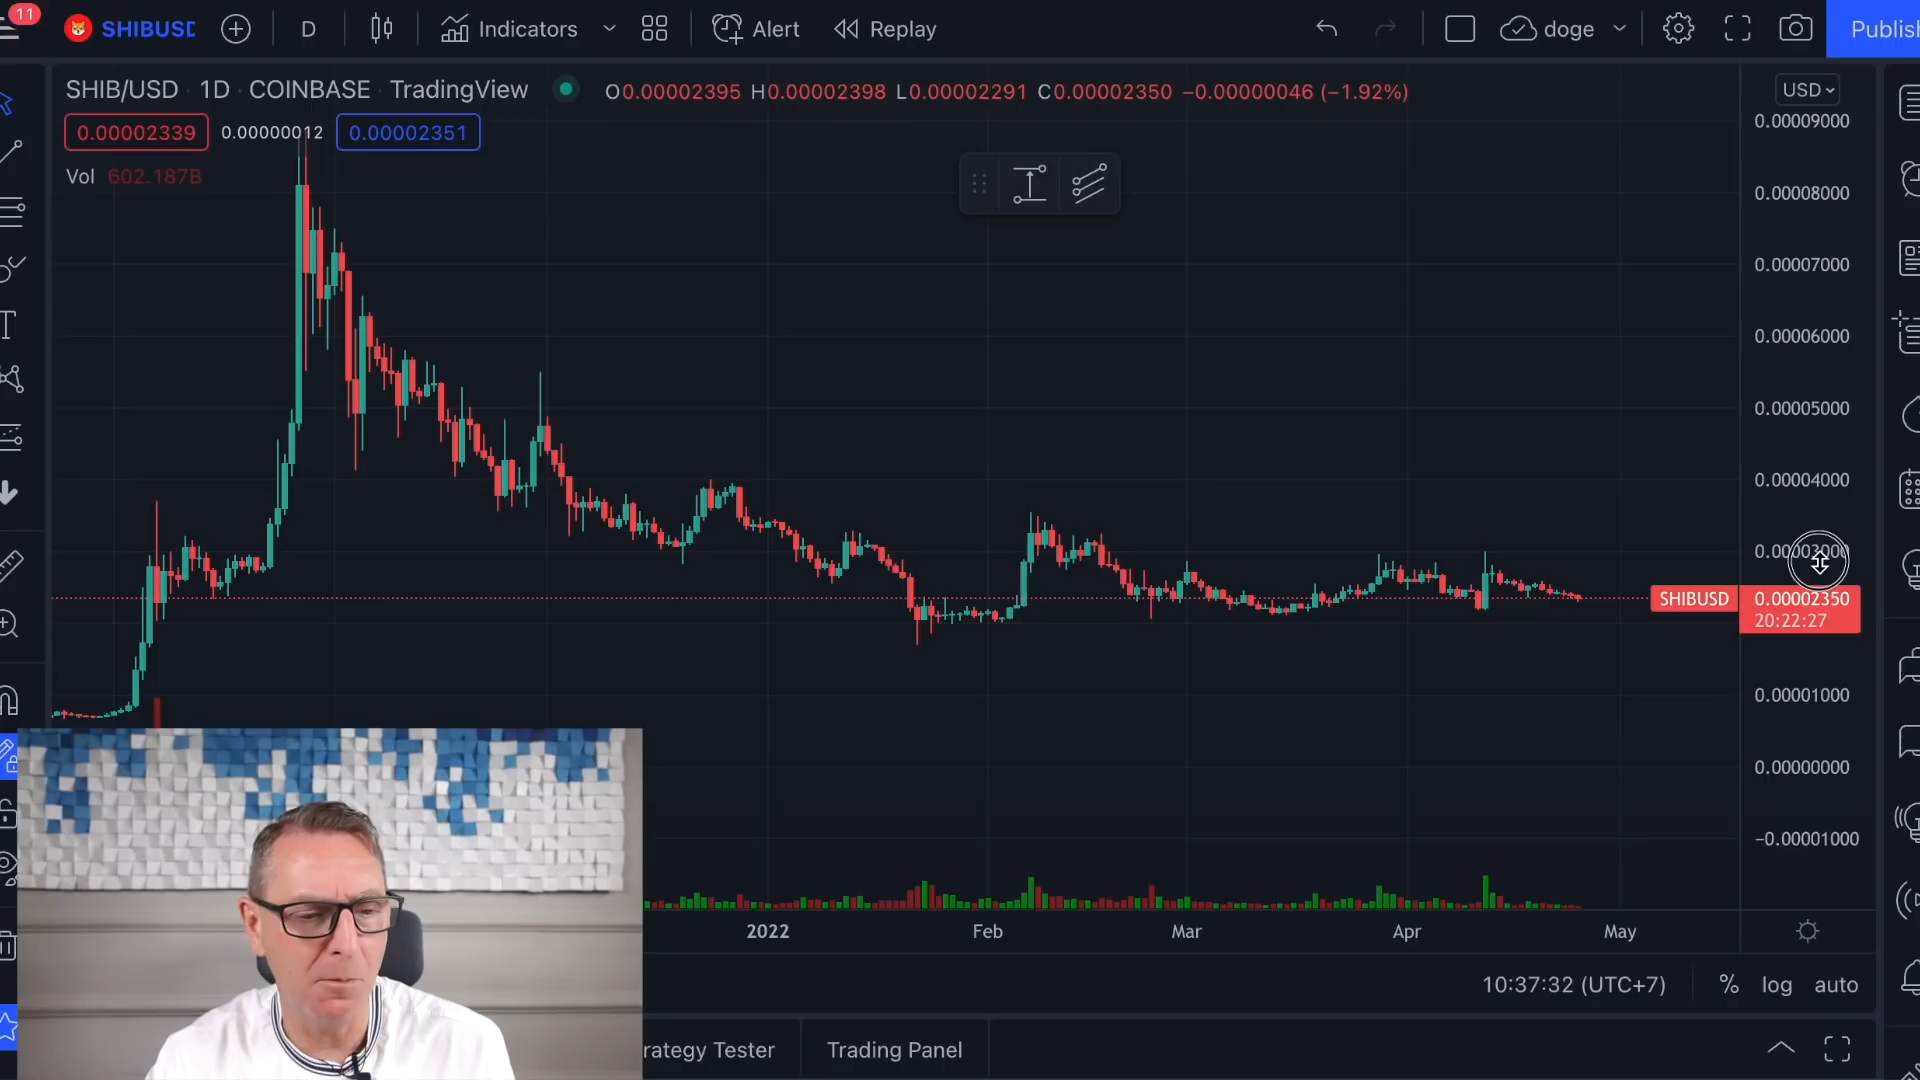 11
SHIBUSD
D
Indicators
Alert
Replay
doge
Publish
SHIB/USD · 1D · COINBASE · TradingView
O0.00002395 H0.00002398 L0.00002291 C0.00002350 −0.00000046 (−1.92%)
USD
0.00002339
0.00000012
0.00002351
Vol 602.187B
0.00009000
0.00008000
0.00007000
0.00006000
0.00005000
0.00004000
0.00003000
SHIBUSD
0.00002350
20:22:27
0.00001000
0.00000000
−0.00001000
2022
Feb
Mar
Apr
May
10:37:32 (UTC+7)
%
log
auto
rategy Tester
Trading Panel